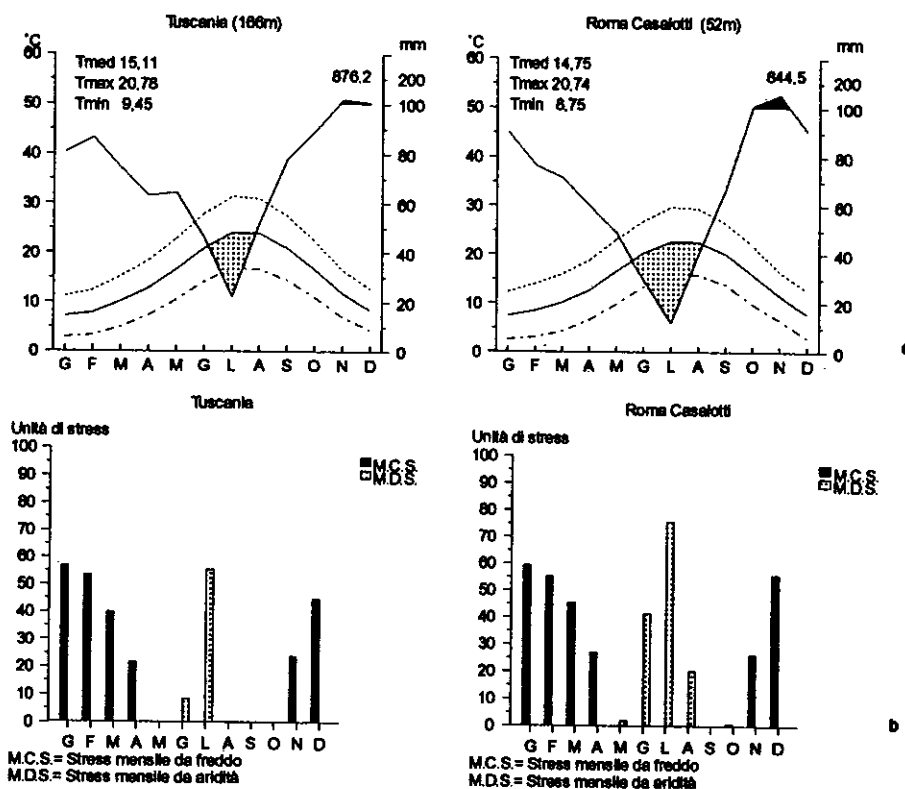 Tuscania (166m)
°C
mm
Tmed 15,11
Tmax 20,78
Tmin 9,45
876,2
60
50
40
30
20
10
0
200
100
80
60
40
20
0
G F M A M G L A S O N D
Roma Casalotti (52m)
°C
mm
Tmed 14,75
Tmax 20,74
Tmin 8,75
844,5
60
50
40
30
20
10
0
200
100
80
60
40
20
0
G F M A M G L A S O N D
Tuscania
Unità di stress
100
90
80
70
60
50
40
30
20
10
0
M.C.S.
M.D.S.
G F M A M G L A S O N D
M.C.S.= Stress mensile da freddo
M.D.S.= Stress mensile da aridità
Roma Casalotti
Unità di stress
100
90
80
70
60
50
40
30
20
10
0
M.C.S.
M.D.S.
G F M A M G L A S O N D
b
M.C.S.= Stress mensile da freddo
M.D.S.= Stress mensile da aridità